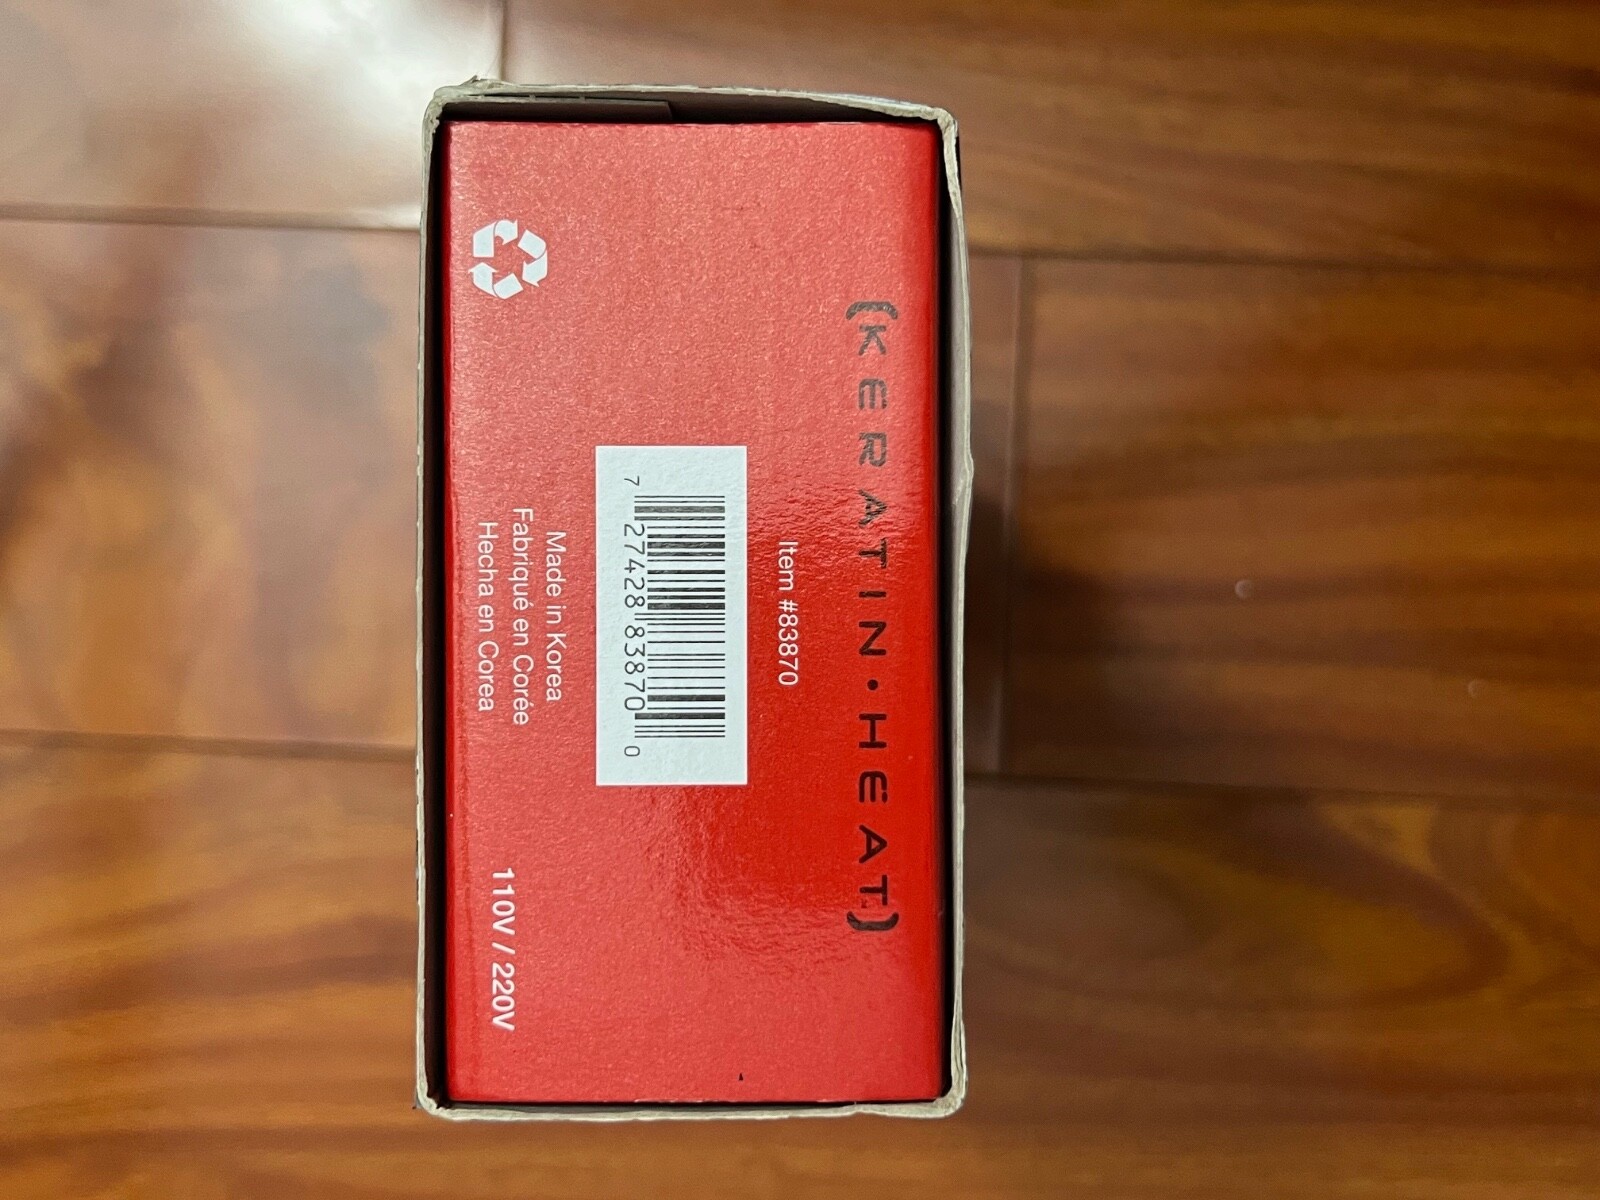 (KERATIN•HEAT)
Item #83870
7 27428 83870 0
Made in Korea
Fabriqué en Corée
Hecha en Corea
110V / 220V